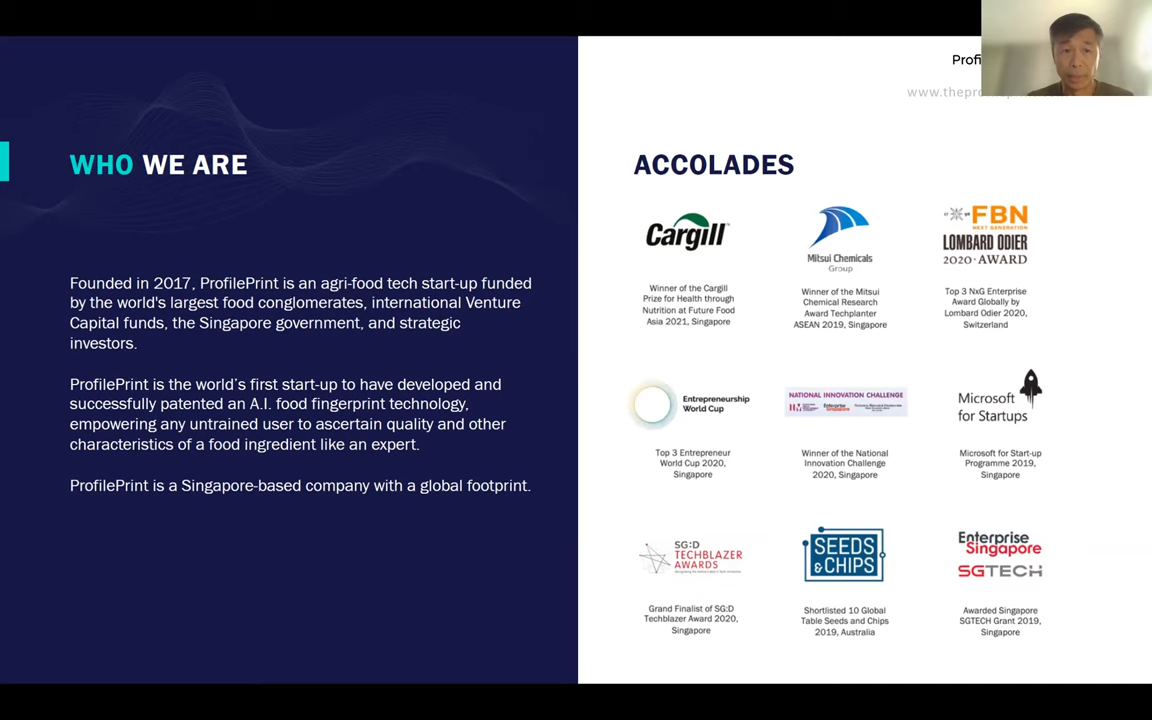 Profi
www.thepro
WHO WE ARE
Founded in 2017, ProfilePrint is an agri-food tech start-up funded
by the world's largest food conglomerates, international Venture
Capital funds, the Singapore government, and strategic
investors.
ProfilePrint is the world's first start-up to have developed and
successfully patented an A.I. food fingerprint technology,
empowering any untrained user to ascertain quality and other
characteristics of a food ingredient like an expert.
ProfilePrint is a Singapore-based company with a global footprint.
ACCOLADES
Cargill
Winner of the Cargill
Prize for Health through
Nutrition at Future Food
Asia 2021, Singapore
Mitsui Chemicals
Group
Winner of the Mitsui
Chemical Research
Award Techplanter
ASEAN 2019, Singapore
FBN
NEXT GENERATION
LOMBARD ODIER
2020·AWARD
Top 3 NxG Enterprise
Award Globally by
Lombard Odier 2020,
Switzerland
Entrepreneurship
World Cup
Top 3 Entrepreneur
World Cup 2020,
Singapore
NATIONAL INNOVATION CHALLENGE
Winner of the National
Innovation Challenge
2020, Singapore
Microsoft
for Startups
Microsoft for Start-up
Programme 2019,
Singapore
SG:D
TECHBLAZER
AWARDS
Grand Finalist of SG:D
Techblazer Award 2020,
Singapore
SEEDS
&CHIPS
Shortlisted 10 Global
Table Seeds and Chips
2019, Australia
Enterprise
Singapore
SGTECH
Awarded Singapore
SGTECH Grant 2019,
Singapore